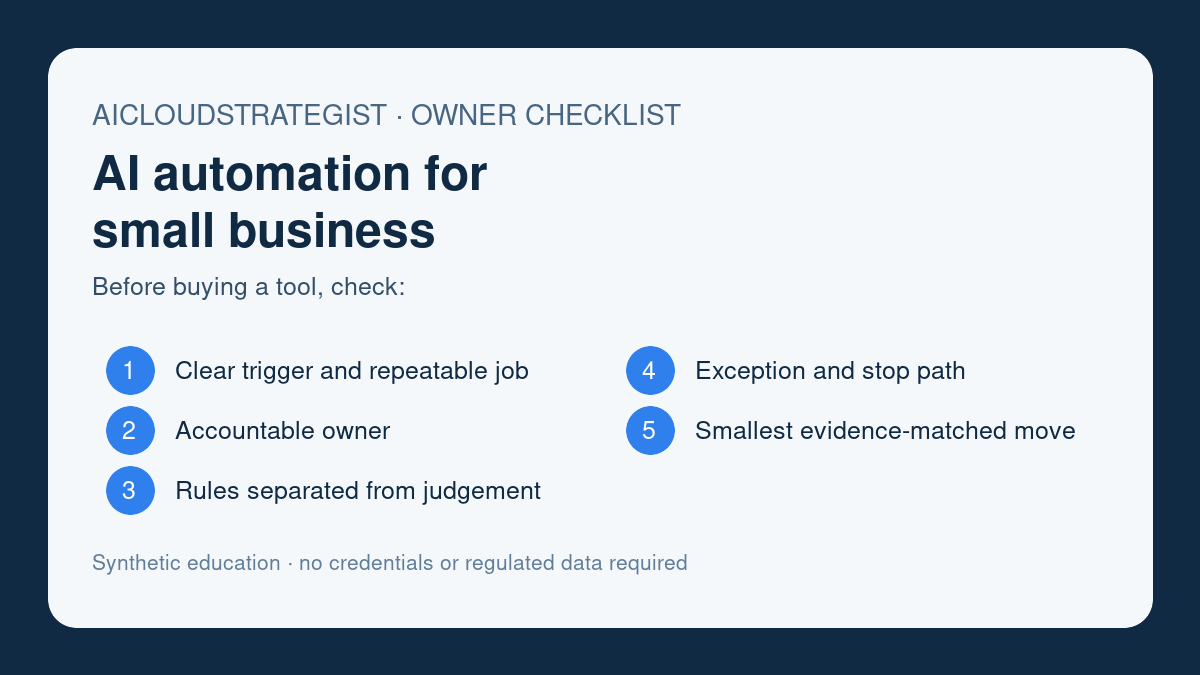 AICLOUDSTRATEGIST · OWNER CHECKLIST
AI automation for
small business
Before buying a tool, check:
1 Clear trigger and repeatable job
2 Accountable owner
3 Rules separated from judgement
4 Exception and stop path
5 Smallest evidence-matched move
Synthetic education · no credentials or regulated data required